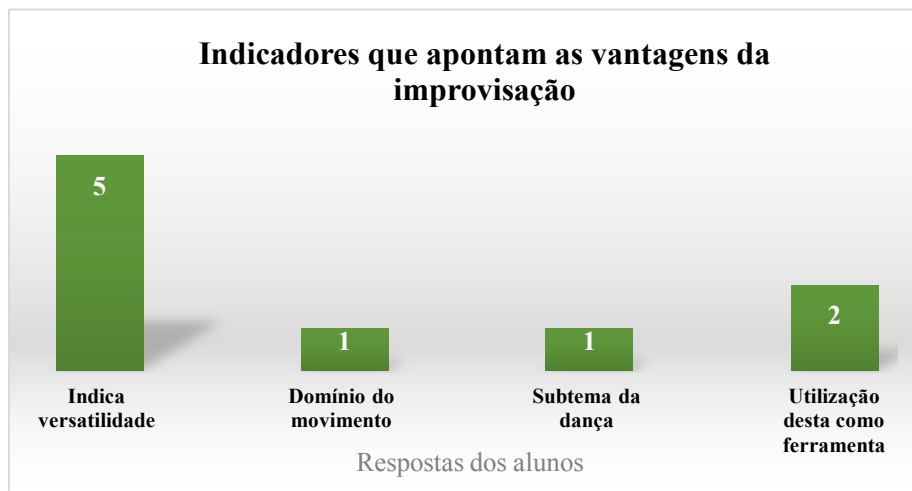 Indicadores que apontam as vantagens da
improvisação
5
1
1
2
Indica
versatilidade
Domínio do
movimento
Subtema da
dança
Utilização
desta como
ferramenta
Respostas dos alunos